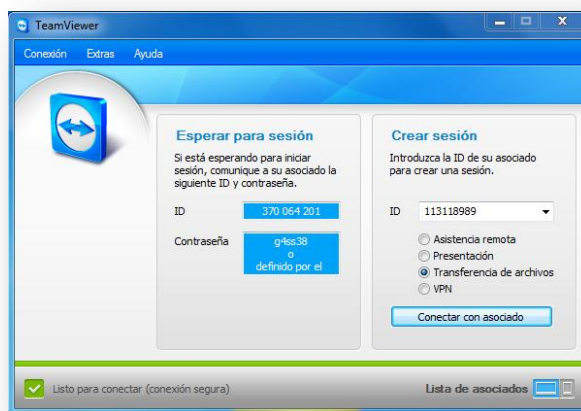 TeamViewer
Conexión Extras Ayuda
Esperar para sesión
Si está esperando para iniciar
sesión, comunique a su asociado la
siguiente ID y contraseña.
ID 370 064 201
Contraseña g4ss38
o
definido por el
Crear sesión
Introduzca la ID de su asociado
para crear una sesión.
ID 113118989
Asistencia remota
Presentación
Transferencia de archivos
VPN
Conectar con asociado
Listo para conectar (conexión segura)
Lista de asociados